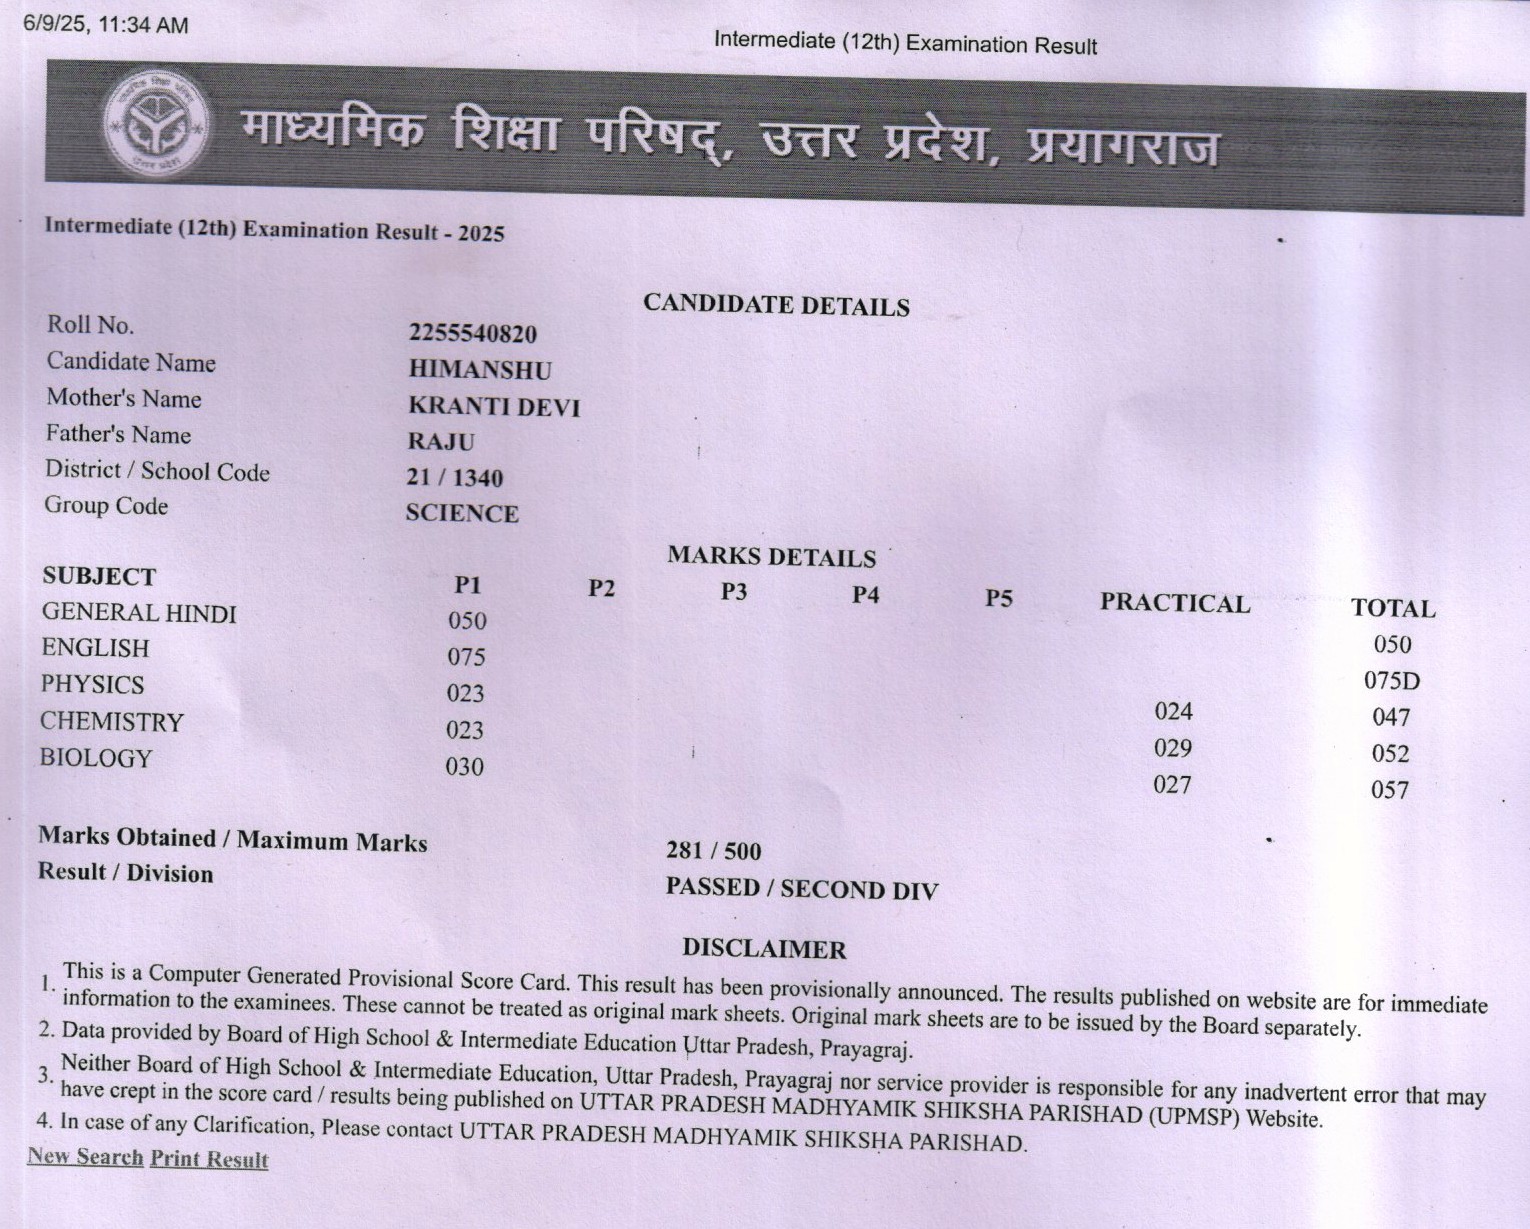 6/9/25, 11:34 AM
Intermediate (12th) Examination Result
माध्यमिक शिक्षा परिषद्, उत्तर प्रदेश, प्रयागराज
Intermediate (12th) Examination Result - 2025
CANDIDATE DETAILS
Roll No. 2255540820
Candidate Name HIMANSHU
Mother's Name KRANTI DEVI
Father's Name RAJU
District / School Code 21 / 1340
Group Code SCIENCE
MARKS DETAILS
SUBJECT P1 P2 P3 P4 P5 PRACTICAL TOTAL
GENERAL HINDI 050 050
ENGLISH 075 075D
PHYSICS 023 024 047
CHEMISTRY 023 029 052
BIOLOGY 030 027 057
Marks Obtained / Maximum Marks 281 / 500
Result / Division PASSED / SECOND DIV
DISCLAIMER
1. This is a Computer Generated Provisional Score Card. This result has been provisionally announced. The results published on website are for immediate
information to the examinees. These cannot be treated as original mark sheets. Original mark sheets are to be issued by the Board separately.
2. Data provided by Board of High School & Intermediate Education Uttar Pradesh, Prayagraj.
3. Neither Board of High School & Intermediate Education, Uttar Pradesh, Prayagraj nor service provider is responsible for any inadvertent error that may
have crept in the score card / results being published on UTTAR PRADESH MADHYAMIK SHIKSHA PARISHAD (UPMSP) Website.
4. In case of any Clarification, Please contact UTTAR PRADESH MADHYAMIK SHIKSHA PARISHAD.
New Search Print Result